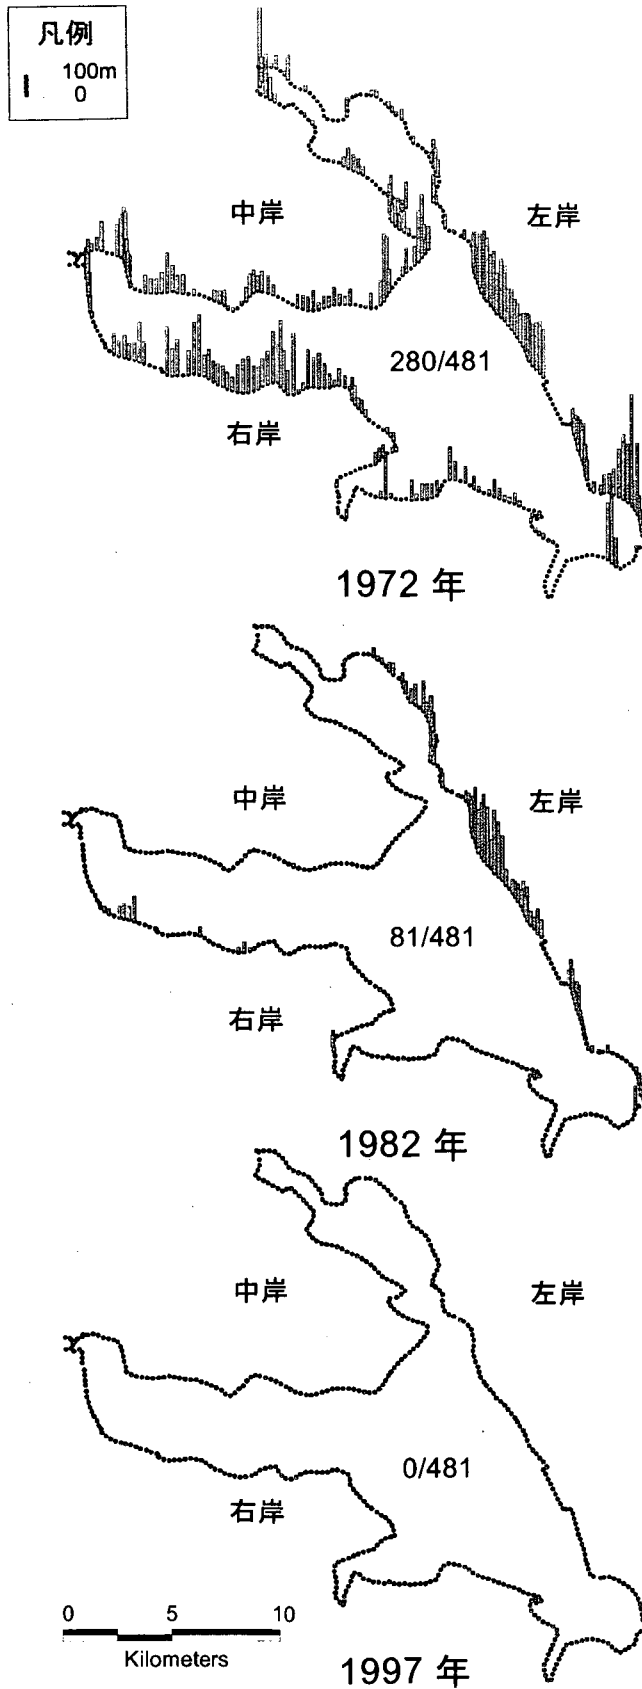 凡例
100m
0
中岸
左岸
280/481
右岸
1972 年
中岸
左岸
81/481
右岸
1982 年
中岸
左岸
0/481
右岸
0 5 10
Kilometers
1997 年